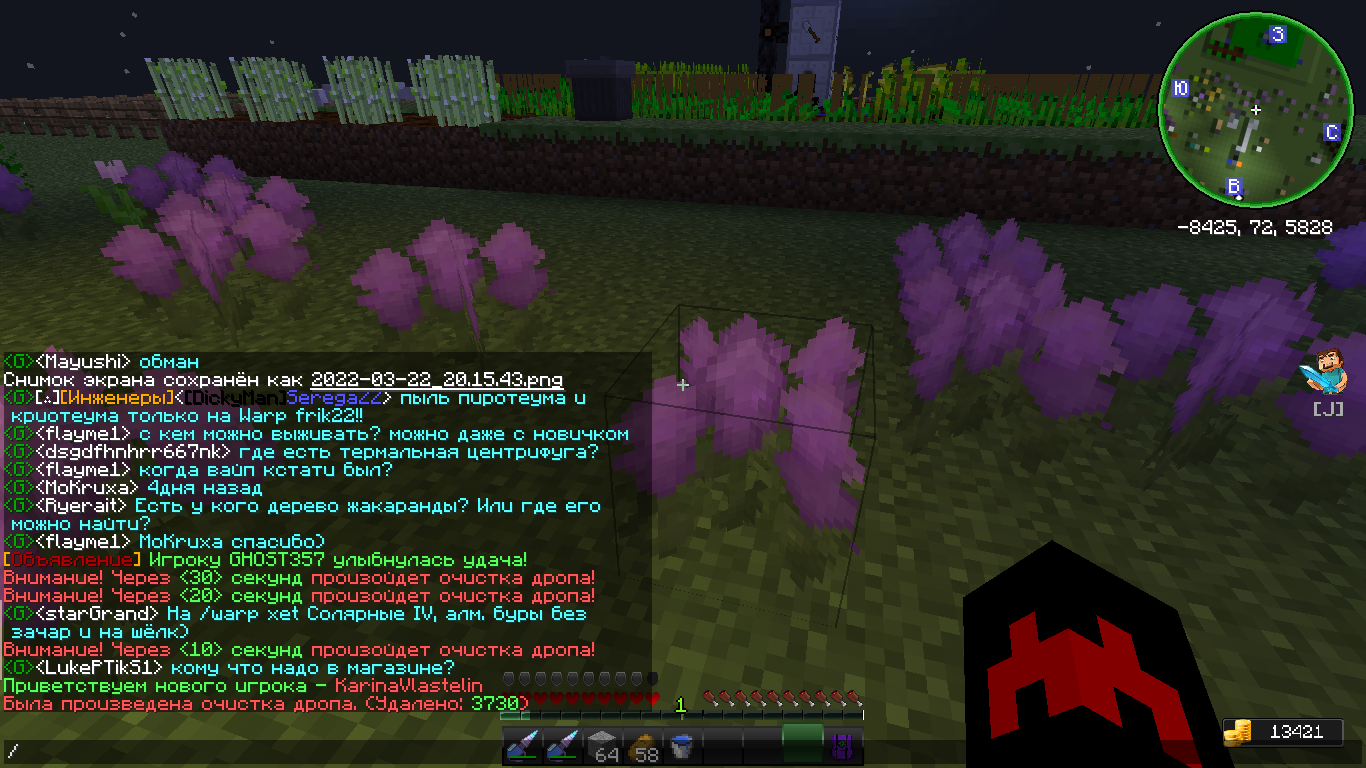 З
Ю
С
В
-8425, 72, 5828
[J]
<G><Mayushi> обман
Снимок экрана сохранён как 2022-03-22_20.15.43.png
<G>[⛬][Инженеры]<[DickyMan]SeregaZZ> пыль пиротеума и
криотеума только на Warp frik22!!
<G><flayme1> с кем можно выживать? можно даже с новичком
<G><dsgdfhnhrr667nk> где есть термальная центрифуга?
<G><flayme1> когда вайп кстати был?
<G><MoKruxa> 4дня назад
<G><Ryerait> Есть у кого дерево жакаранды? Или где его
можно найти?
<G><flayme1> MoKruxa спасибо)
[Объявление] Игроку GHOST357 улыбнулась удача!
Внимание! Через <30> секунд произойдет очистка дропа!
Внимание! Через <20> секунд произойдет очистка дропа!
<G><starGrand> На /warp xet Солярные IV, алм. буры без
зачар и на шёлк)
Внимание! Через <10> секунд произойдет очистка дропа!
<G><LukePTik51> кому что надо в магазине?
Приветствуем нового игрока - KarinaVlastelin
Была произведена очистка дропа. (Удалено: 3730)
1
64
58
13421
/